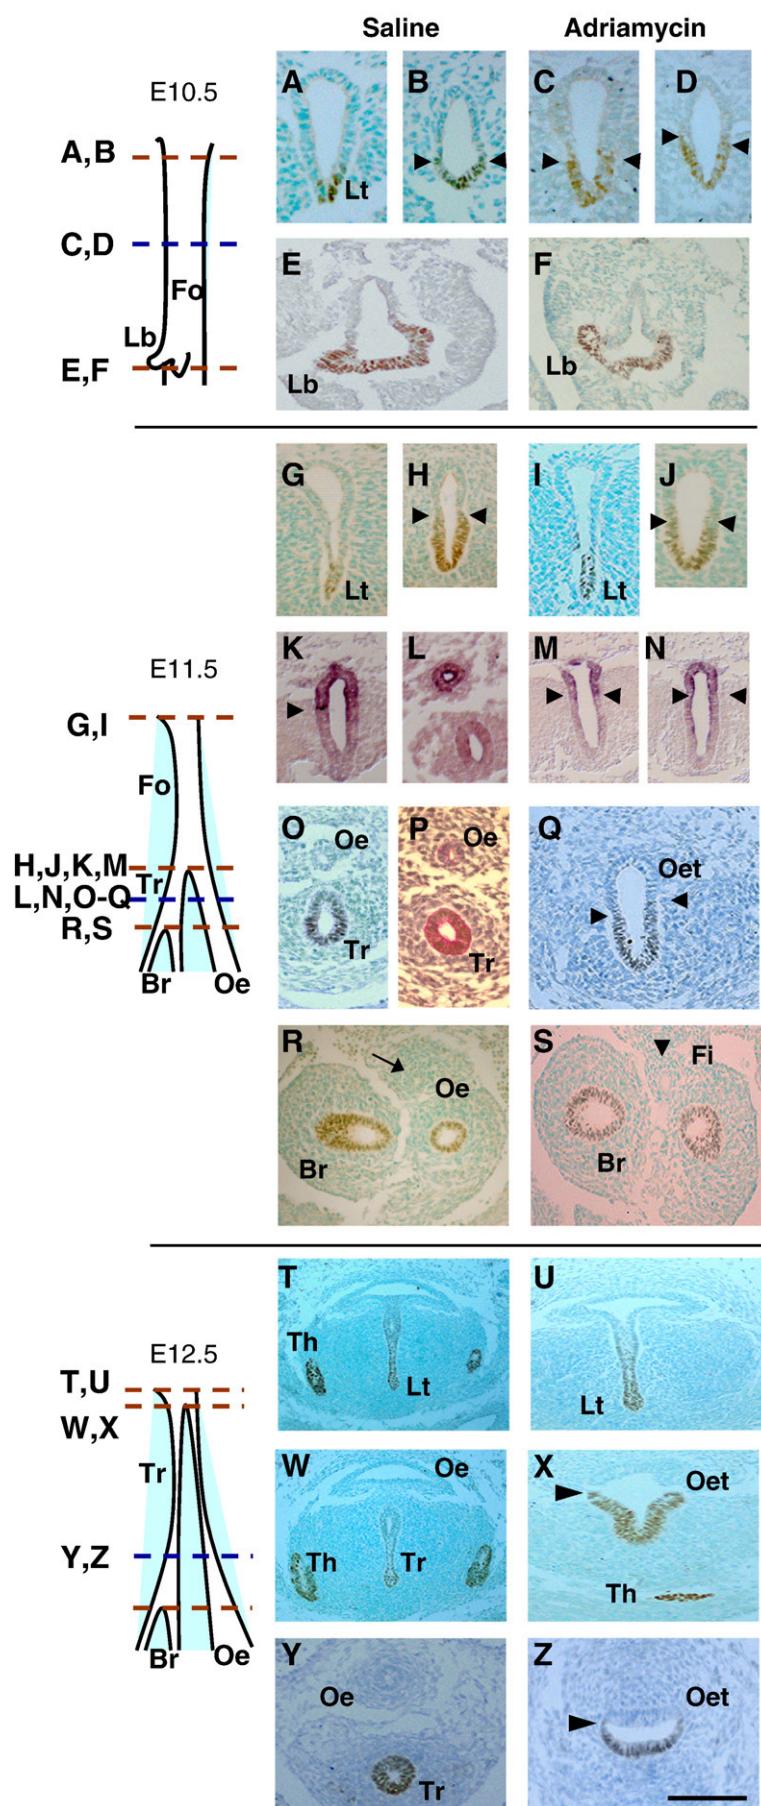 Saline Adriamycin
E10.5
A B C D
A,B
Lt
C,D
Fo
E F
Lb
E,F
Lb Lb
G H I J
Lt Lt
E11.5
K L M N
G,I
Fo
O P Q
Oe Oe Oet
H,J,K,M
Tr
L,N,O-Q
R,S
Tr Tr
Br Oe
R S
Oe Fi
Br Br
T U
Th
Lt Lt
E12.5
T,U
W,X
W X
Oe Oet
Tr
Th Tr
Th
Y,Z
Br Oe
Y Z
Oe Oet
Tr